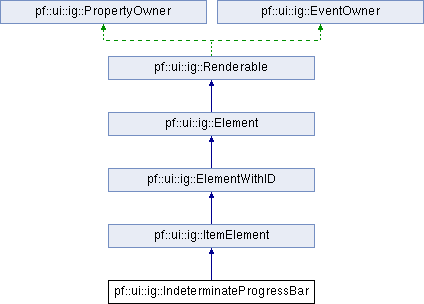 pf::ui::ig::PropertyOwner
pf::ui::ig::EventOwner
pf::ui::ig::Renderable
pf::ui::ig::Element
pf::ui::ig::ElementWithID
pf::ui::ig::ItemElement
pf::ui::ig::IndeterminateProgressBar